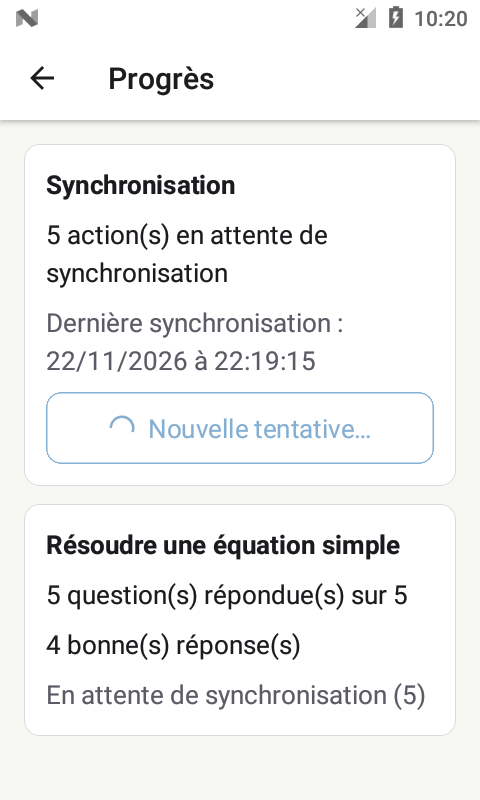 10:20
Progrès
Synchronisation
5 action(s) en attente de
synchronisation
Dernière synchronisation :
22/11/2026 à 22:19:15
Nouvelle tentative…
Résoudre une équation simple
5 question(s) répondue(s) sur 5
4 bonne(s) réponse(s)
En attente de synchronisation (5)